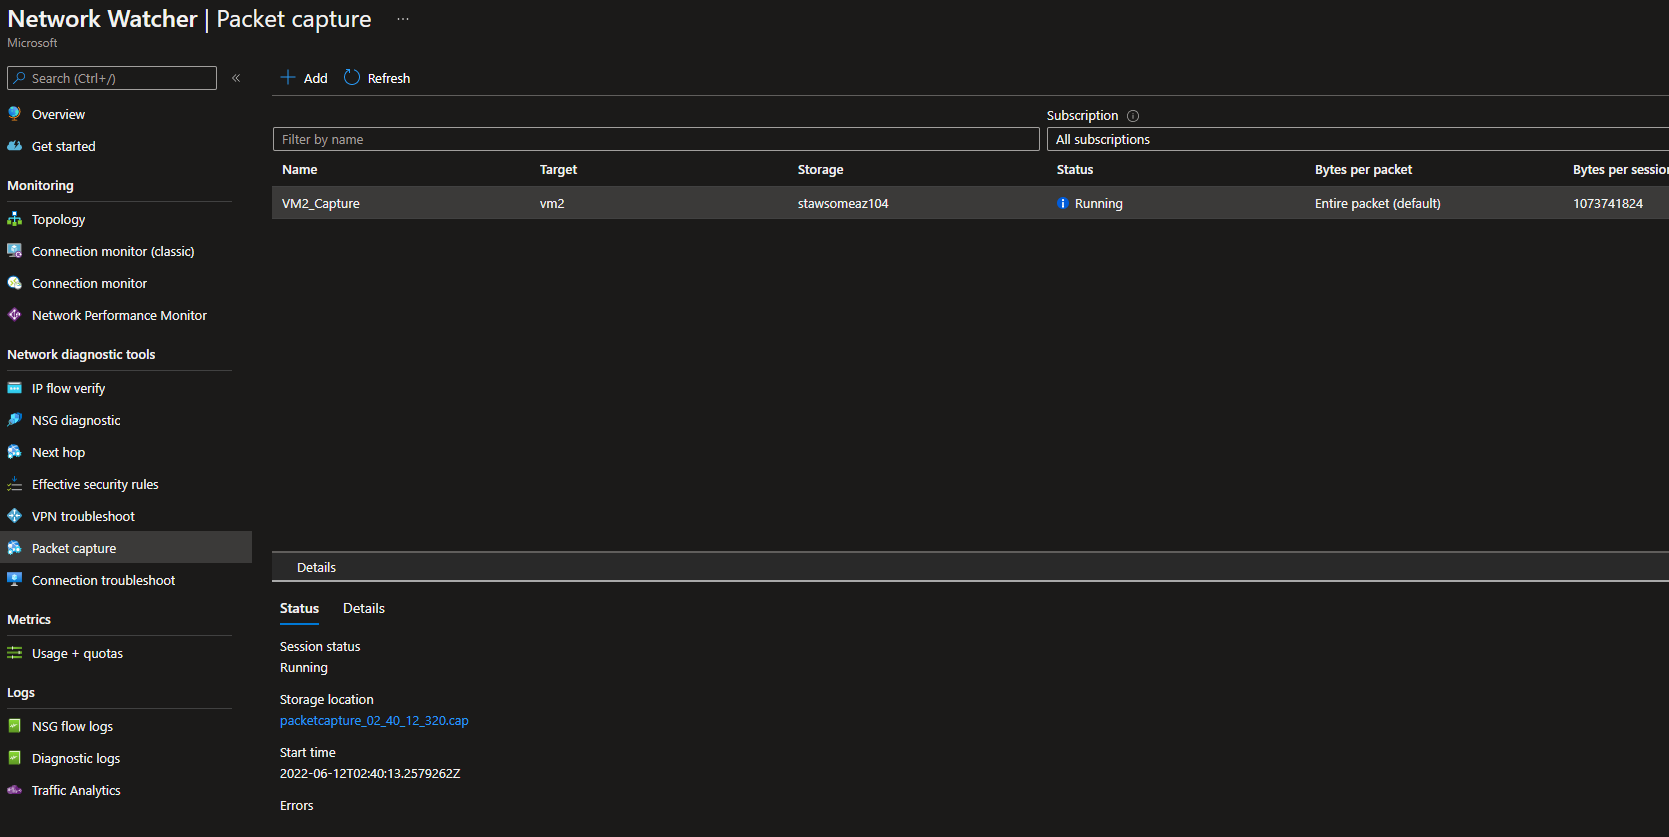 Network Watcher | Packet capture ...
Microsoft
Search (Ctrl+/)
«
Overview
Get started
Monitoring
Topology
Connection monitor (classic)
Connection monitor
Network Performance Monitor
Network diagnostic tools
IP flow verify
NSG diagnostic
Next hop
Effective security rules
VPN troubleshoot
Packet capture
Connection troubleshoot
Metrics
Usage + quotas
Logs
NSG flow logs
Diagnostic logs
Traffic Analytics
Add Refresh
Subscription
Filter by name All subscriptions
Name Target Storage Status Bytes per packet Bytes per session
VM2_Capture vm2 stawsomeaz104 Running Entire packet (default) 1073741824
Details
Status Details
Session status
Running
Storage location
packetcapture_02_40_12_320.cap
Start time
2022-06-12T02:40:13.2579262Z
Errors